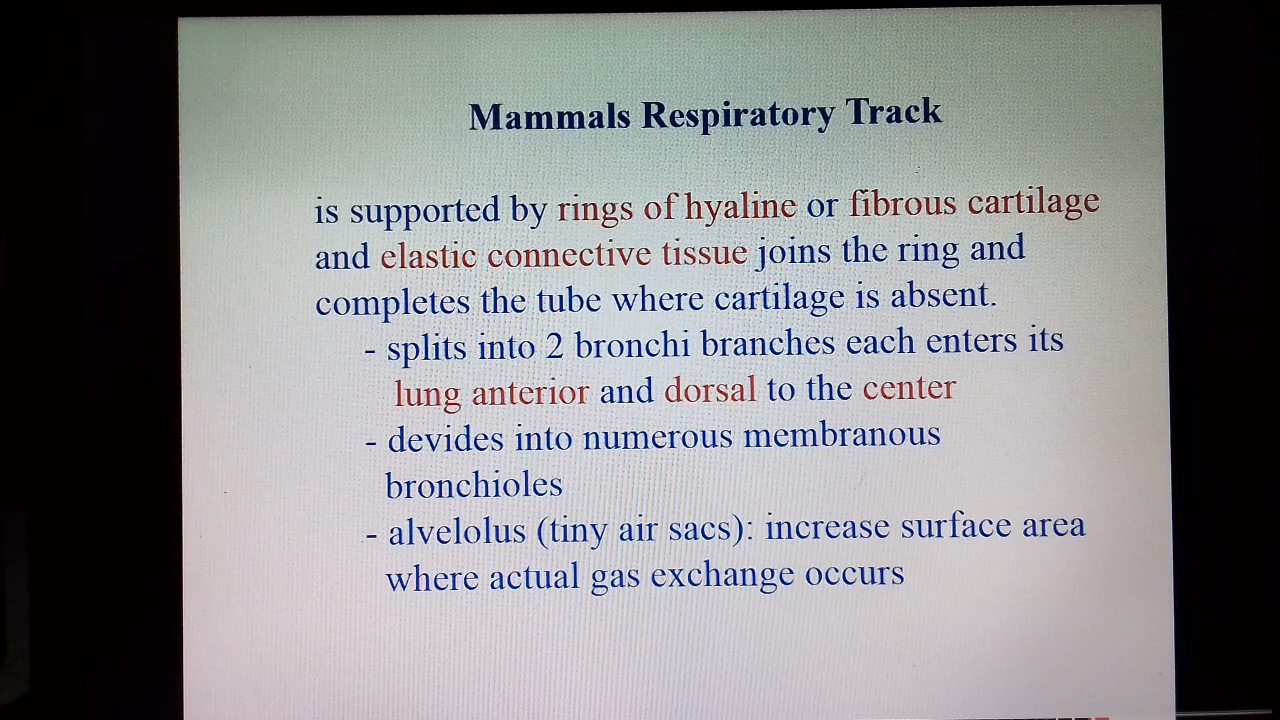 Mammals Respiratory Track
is supported by rings of hyaline or fibrous cartilage
and elastic connective tissue joins the ring and
completes the tube where cartilage is absent.
- splits into 2 bronchi branches each enters its
lung anterior and dorsal to the center
- devides into numerous membranous
bronchioles
- alvelolus (tiny air sacs): increase surface area
where actual gas exchange occurs